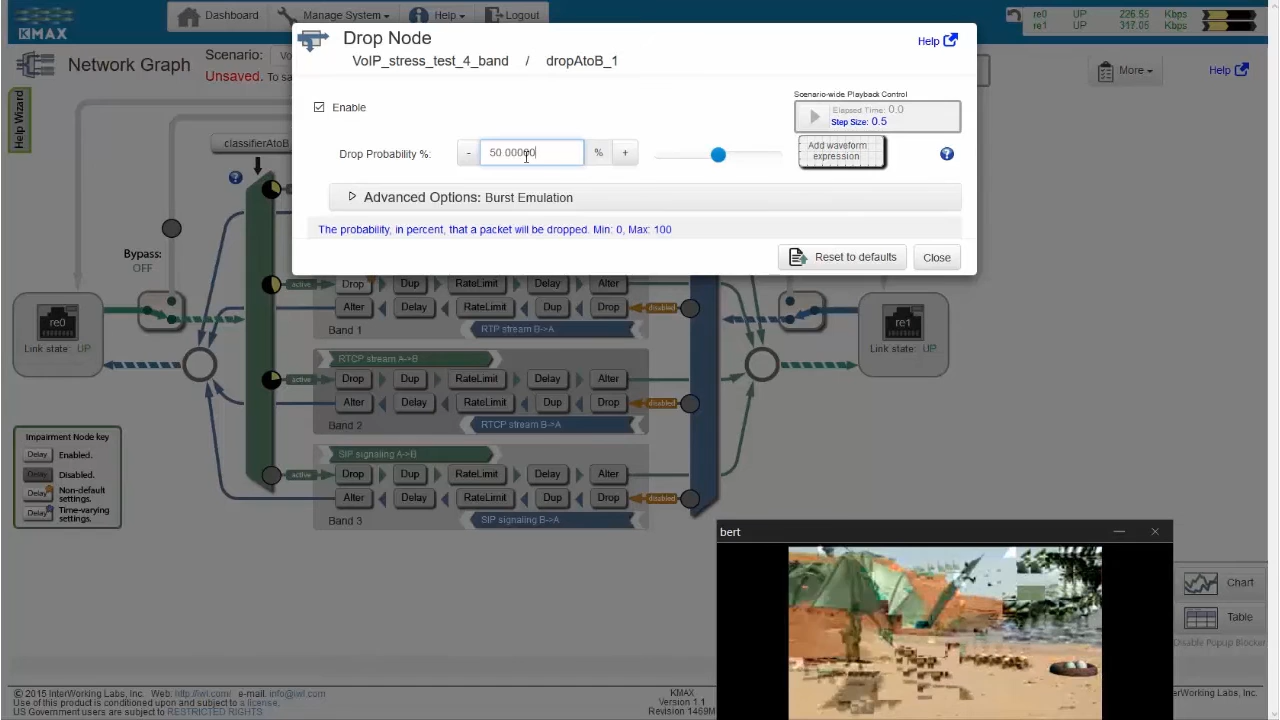 KMAX
Dashboard
Manage System
Help
Logout
re0 UP 226.55 Kbps
re1 UP 317.05 Kbps
Network Graph
Scenario:
Unsaved.
More
Help
Help Wizard
Drop Node
Help
VoIP_stress_test_4_band / dropAtoB_1
Enable
Scenario-wide Playback Control
Elapsed Time: 0.0
Step Size: 0.5
Drop Probability %:
-
50.00000
%
+
Add waveform
expression
Advanced Options: Burst Emulation
The probability, in percent, that a packet will be dropped. Min: 0, Max: 100
Reset to defaults
Close
classifierAtoB
Bypass:
OFF
re0
Link state: UP
re1
Link state: UP
active Drop Dup RateLimit Delay Alter
Alter Delay RateLimit Dup Drop disabled
Band 1 RTP stream B->A
RTCP stream A->B
active Drop Dup RateLimit Delay Alter
Alter Delay RateLimit Dup Drop disabled
Band 2 RTCP stream B->A
SIP signaling A->B
active Drop Dup RateLimit Delay Alter
Alter Delay RateLimit Dup Drop disabled
Band 3 SIP signaling B->A
Impairment Node key
Delay Enabled.
Delay Disabled.
Delay Non-default
settings.
Delay Time-varying
settings.
bert
Chart
Table
Disable Popup Blocker
© 2015 InterWorking Labs, Inc. Web: http://iwl.com/ e-mail: info@iwl.com
Use of this product is conditioned upon and subject to a license.
US Government users are subject to RESTRICTED RIGHTS
KMAX
Version 1.1
Revision 1469M